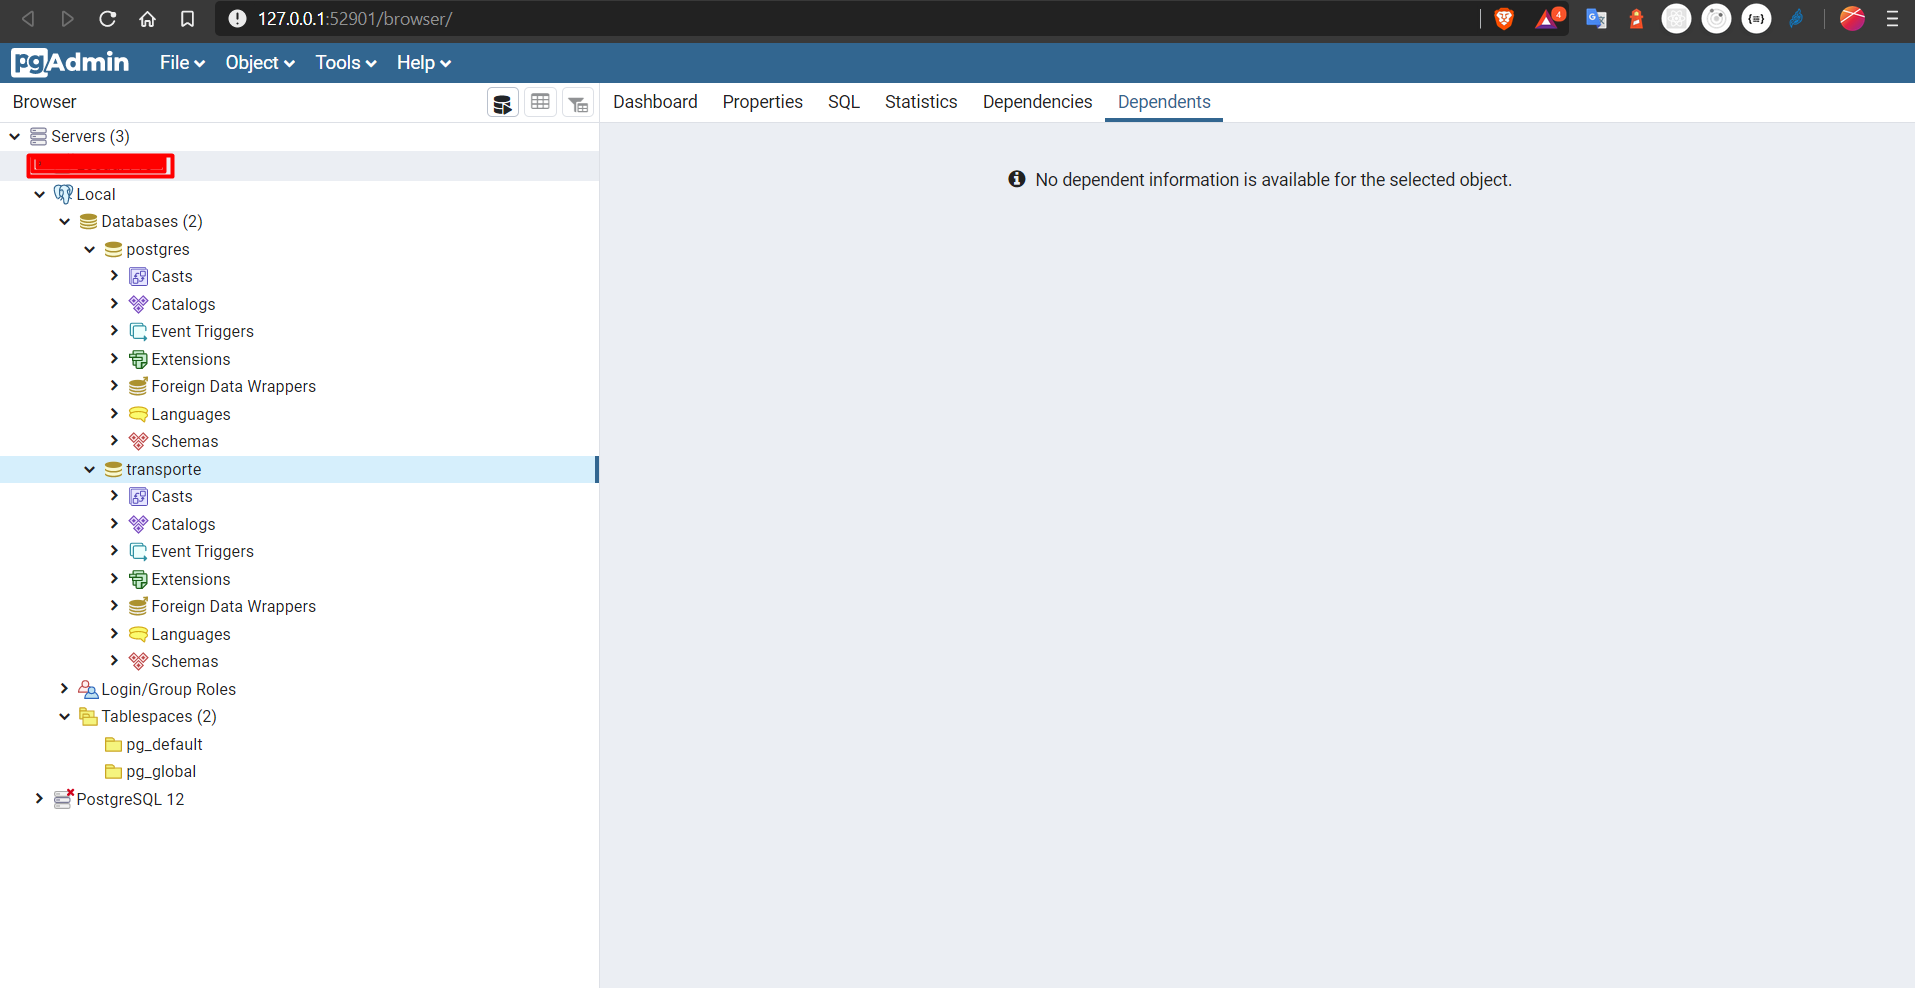 127.0.0.1:52901/browser/
4
pgAdmin File Object Tools Help
Browser
Dashboard Properties SQL Statistics Dependencies Dependents
Servers (3)
No dependent information is available for the selected object.
Local
Databases (2)
postgres
Casts
Catalogs
Event Triggers
Extensions
Foreign Data Wrappers
Languages
Schemas
transporte
Casts
Catalogs
Event Triggers
Extensions
Foreign Data Wrappers
Languages
Schemas
Login/Group Roles
Tablespaces (2)
pg_default
pg_global
PostgreSQL 12